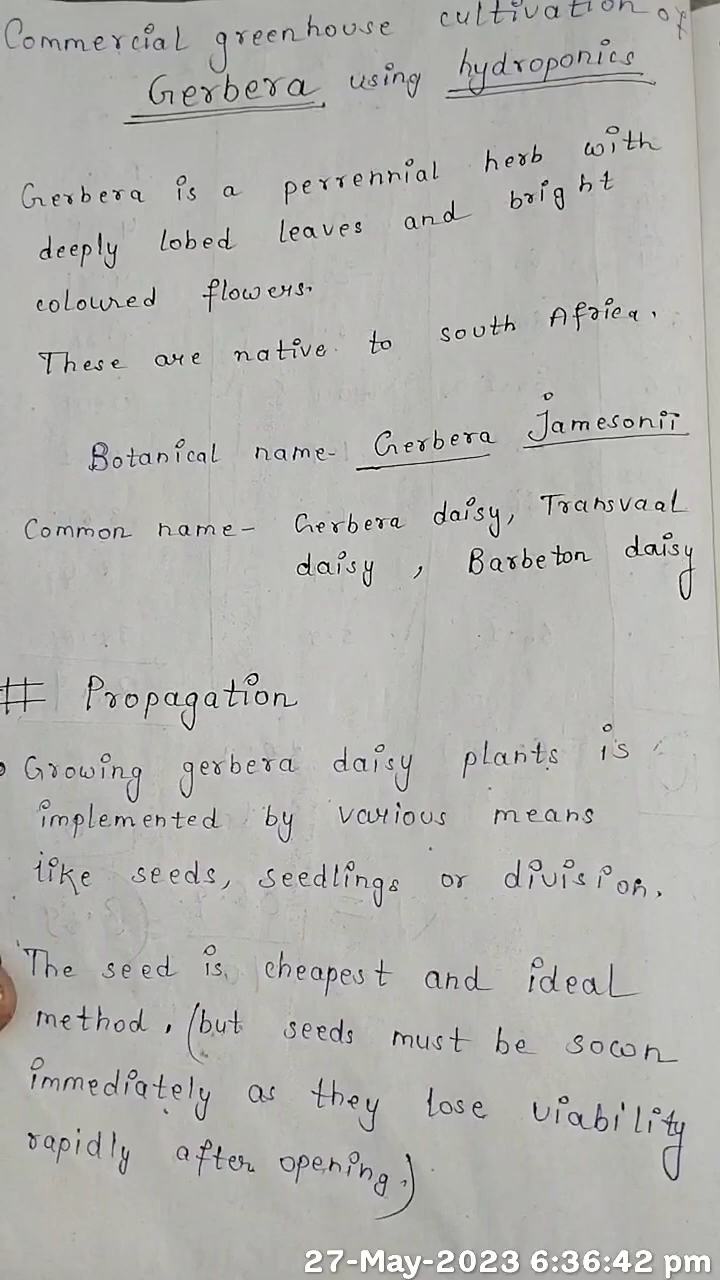 Commercial greenhouse cultivation of
Gerbera using hydroponics
Gerbera is a perrennial herb with
deeply lobed leaves and bright
coloured flowers.
These are native to south Africa.
Botanical name- Gerbera Jamesonii
Common name- Gerbera daisy, Transvaal
daisy, Barbeton daisy
# Propagation
• Growing gerbera daisy plants is
implemented by various means
like seeds, seedlings or division.
The seed is cheapest and ideal
method, (but seeds must be socon
immediately as they lose viability
rapidly after opening.)
27-May-2023 6:36:42 pm